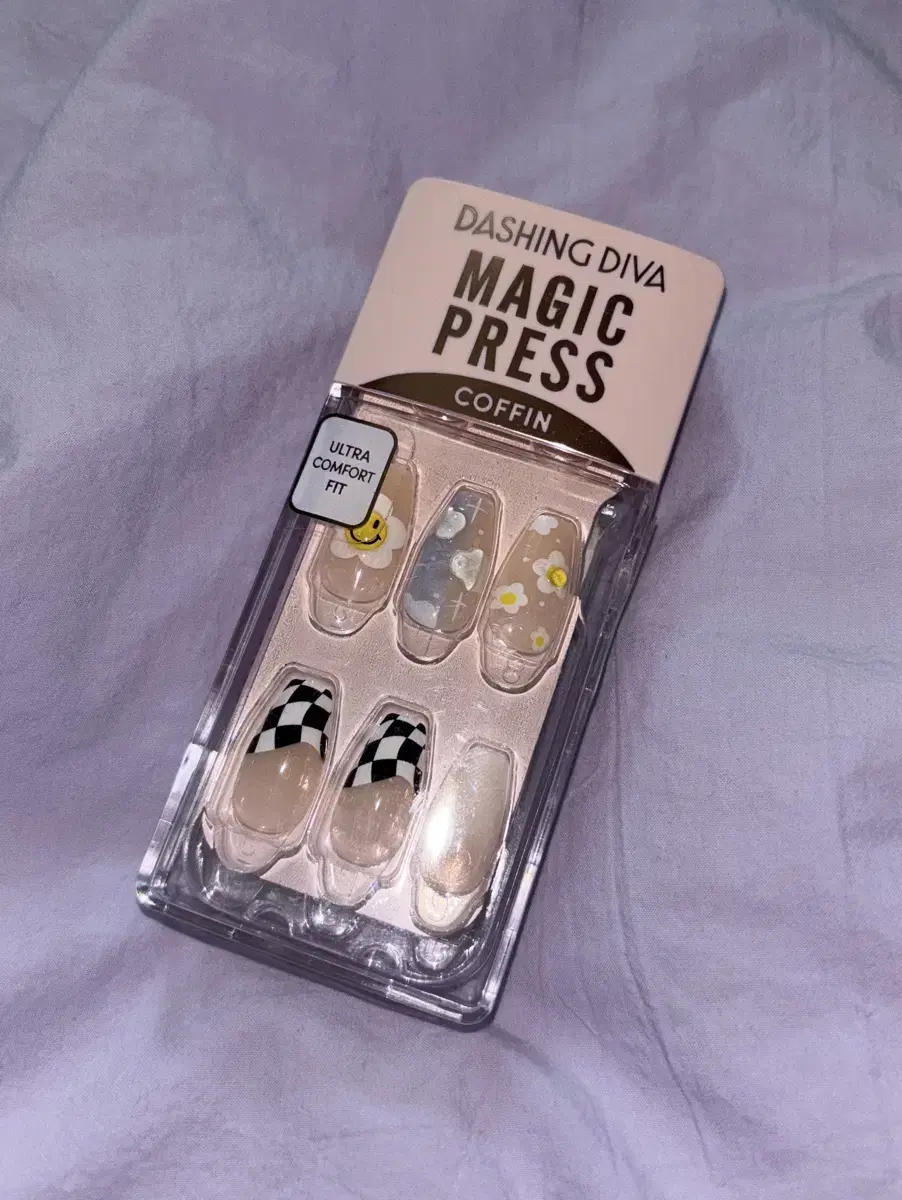 DASHING DIVA
MAGIC
PRESS
COFFIN
ULTRA
COMFORT
FIT